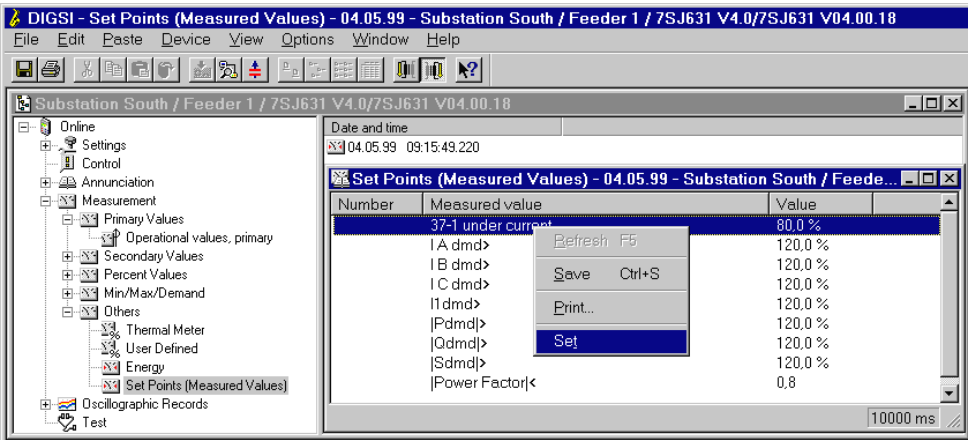 DIGSI - Set Points (Measured Values) - 04.05.99 - Substation South / Feeder 1 / 7SJ631 V4.0/7SJ631 V04.00.18
File Edit Paste Device View Options Window Help
Substation South / Feeder 1 / 7SJ631 V4.0/7SJ631 V04.00.18
Online
Settings
Control
Annunciation
Measurement
Primary Values
Operational values, primary
Secondary Values
Percent Values
Min/Max/Demand
Others
Thermal Meter
User Defined
Energy
Set Points (Measured Values)
Oscillographic Records
Test
Date and time
04.05.99 09:15:49.220
Set Points (Measured Values) - 04.05.99 - Substation South / Feede...
Number Measured value Value
37-1 under current 80,0 %
I A dmd> 120,0 %
I B dmd> 120,0 %
I C dmd> 120,0 %
I1dmd> 120,0 %
|Pdmd|> 120,0 %
|Qdmd|> 120,0 %
|Sdmd|> 120,0 %
|Power Factor|< 0,8
Refresh F5
Save Ctrl+S
Print...
Set
10000 ms